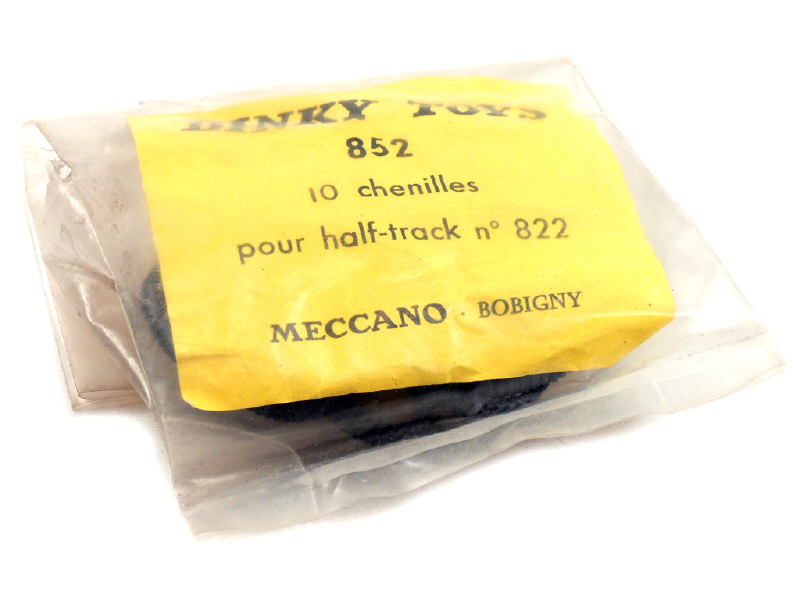 DINKY TOYS
852
10 chenilles
pour half-track n° 822
MECCANO . BOBIGNY